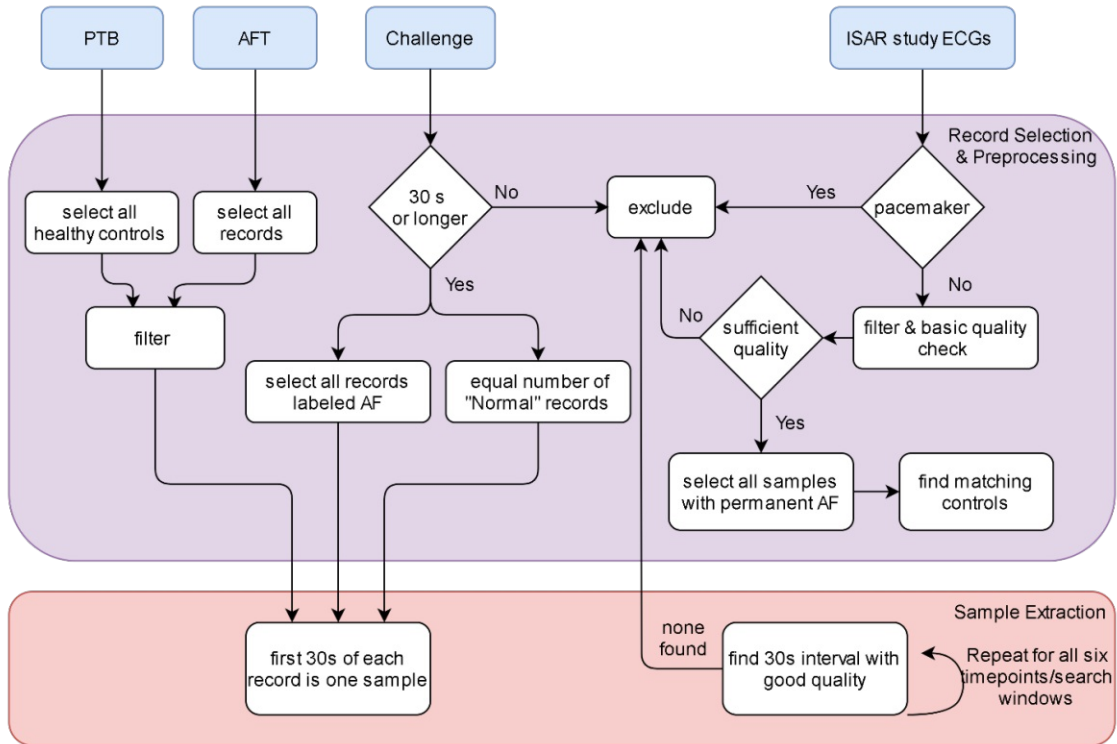 PTB
AFT
Challenge
ISAR study ECGs
Record Selection
& Preprocessing
select all
healthy controls
select all
records
30 s
or longer
No
exclude
Yes
pacemaker
Yes
No
filter
No
sufficient
quality
filter & basic quality
check
select all records
labeled AF
equal number of
"Normal" records
Yes
select all samples
with permanent AF
find matching
controls
Sample Extraction
first 30s of each
record is one sample
none
found
find 30s interval with
good quality
Repeat for all six
timepoints/search
windows